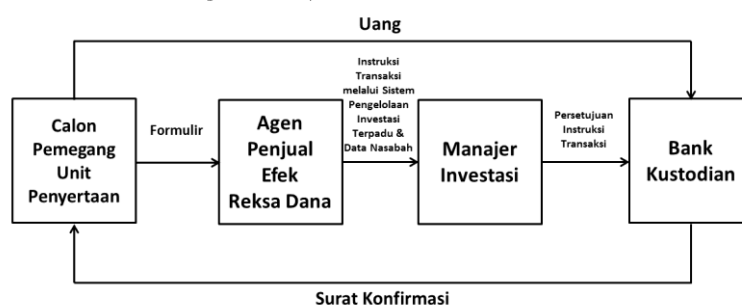 Uang
Instruksi
Transaksi
melalui Sistem
Pengelolaan
Investasi
Terpadu &
Data Nasabah
Calon
Pemegang
Unit
Penyertaan
Formulir
Agen
Penjual
Efek
Reksa Dana
Manajer
Investasi
Persetujuan
Instruksi
Transaksi
Bank
Kustodian
Surat Konfirmasi